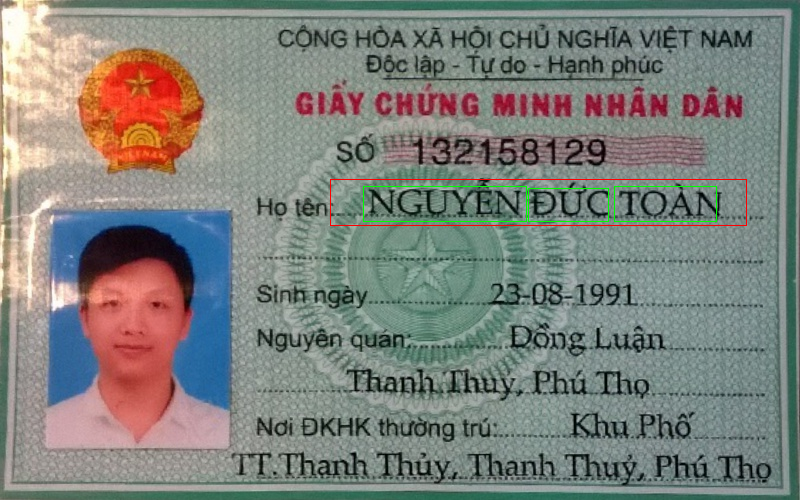 CỘNG HÒA XÃ HỘI CHỦ NGHĨA VIỆT NAM
Độc lập - Tự do - Hạnh phúc
GIẤY CHỨNG MINH NHÂN DÂN
SỐ 132158129
Họ tên: NGUYỄN ĐỨC TOÀN
Sinh ngày 23-08-1991
Nguyên quán: Đồng Luận
Thanh Thuỷ, Phú Thọ
Nơi ĐKHK thường trú: Khu Phố
TT.Thanh Thủy, Thanh Thuỷ, Phú Thọ